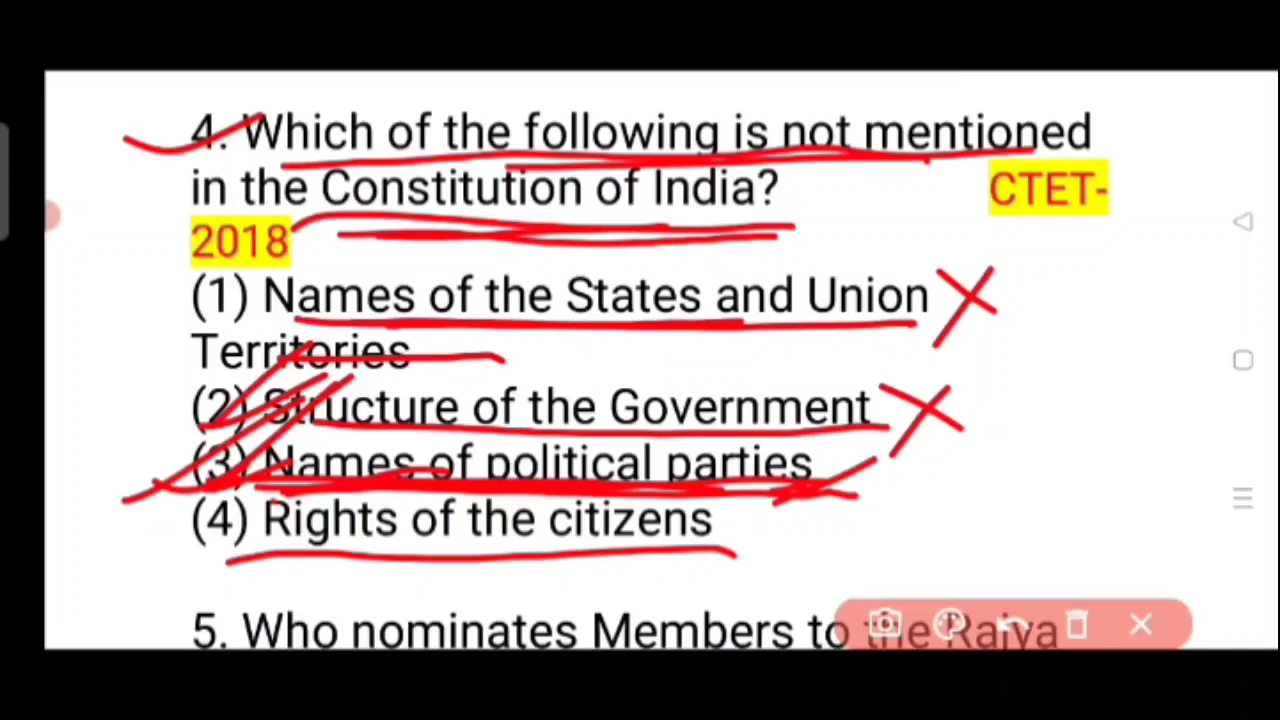 4. Which of the following is not mentioned
in the Constitution of India? CTET-
2018
(1) Names of the States and Union
Territories
(2) Structure of the Government
(3) Names of political parties
(4) Rights of the citizens
5. Who nominates Members to the Rajya